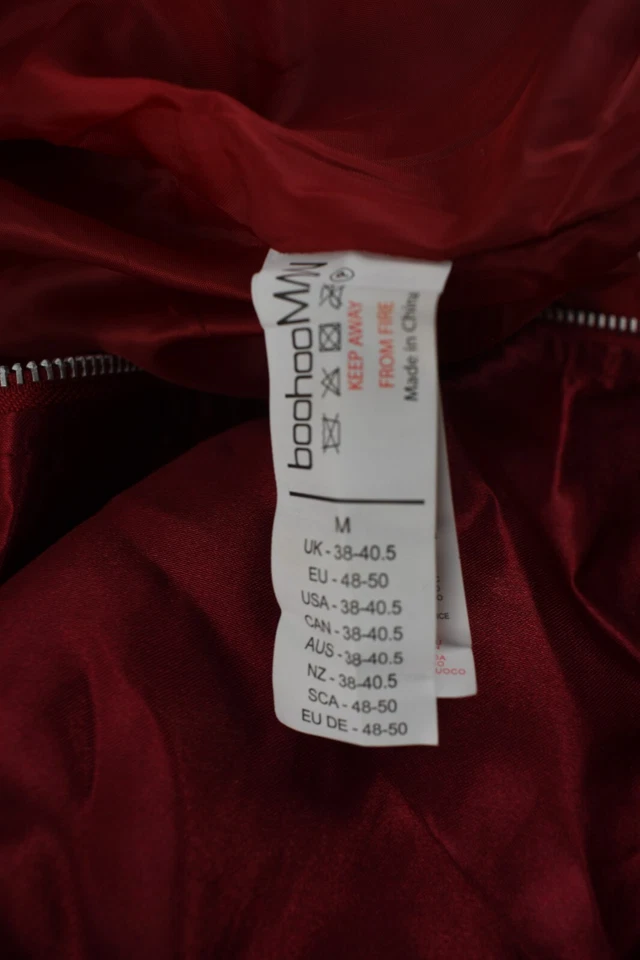 boohooMAN
KEEP AWAY
FROM FIRE
Made in China
M
UK - 38-40.5
EU - 48-50
USA - 38-40.5
CAN - 38-40.5
AUS - 38-40.5
NZ - 38-40.5
SCA - 48-50
EU DE - 48-50
UOCO